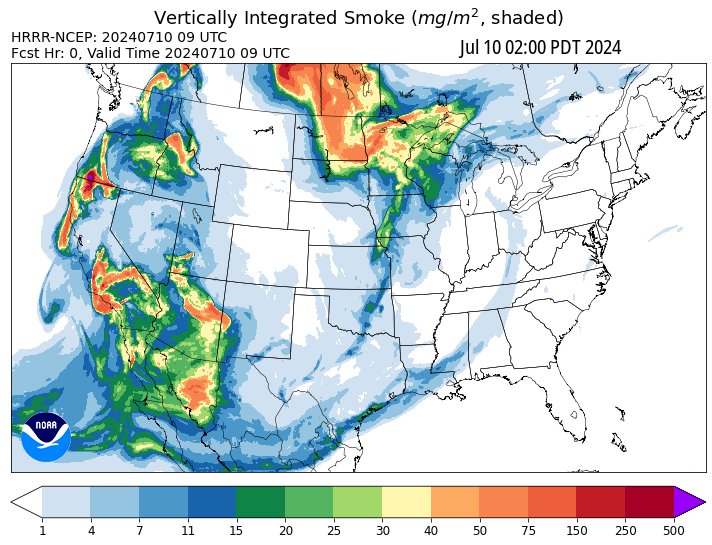 Vertically Integrated Smoke (mg/m², shaded)
HRRR-NCEP: 20240710 09 UTC
Fcst Hr: 0, Valid Time 20240710 09 UTC
Jul 10 02:00 PDT 2024
NOAA
1 4 7 11 15 20 25 30 40 50 75 150 250 500